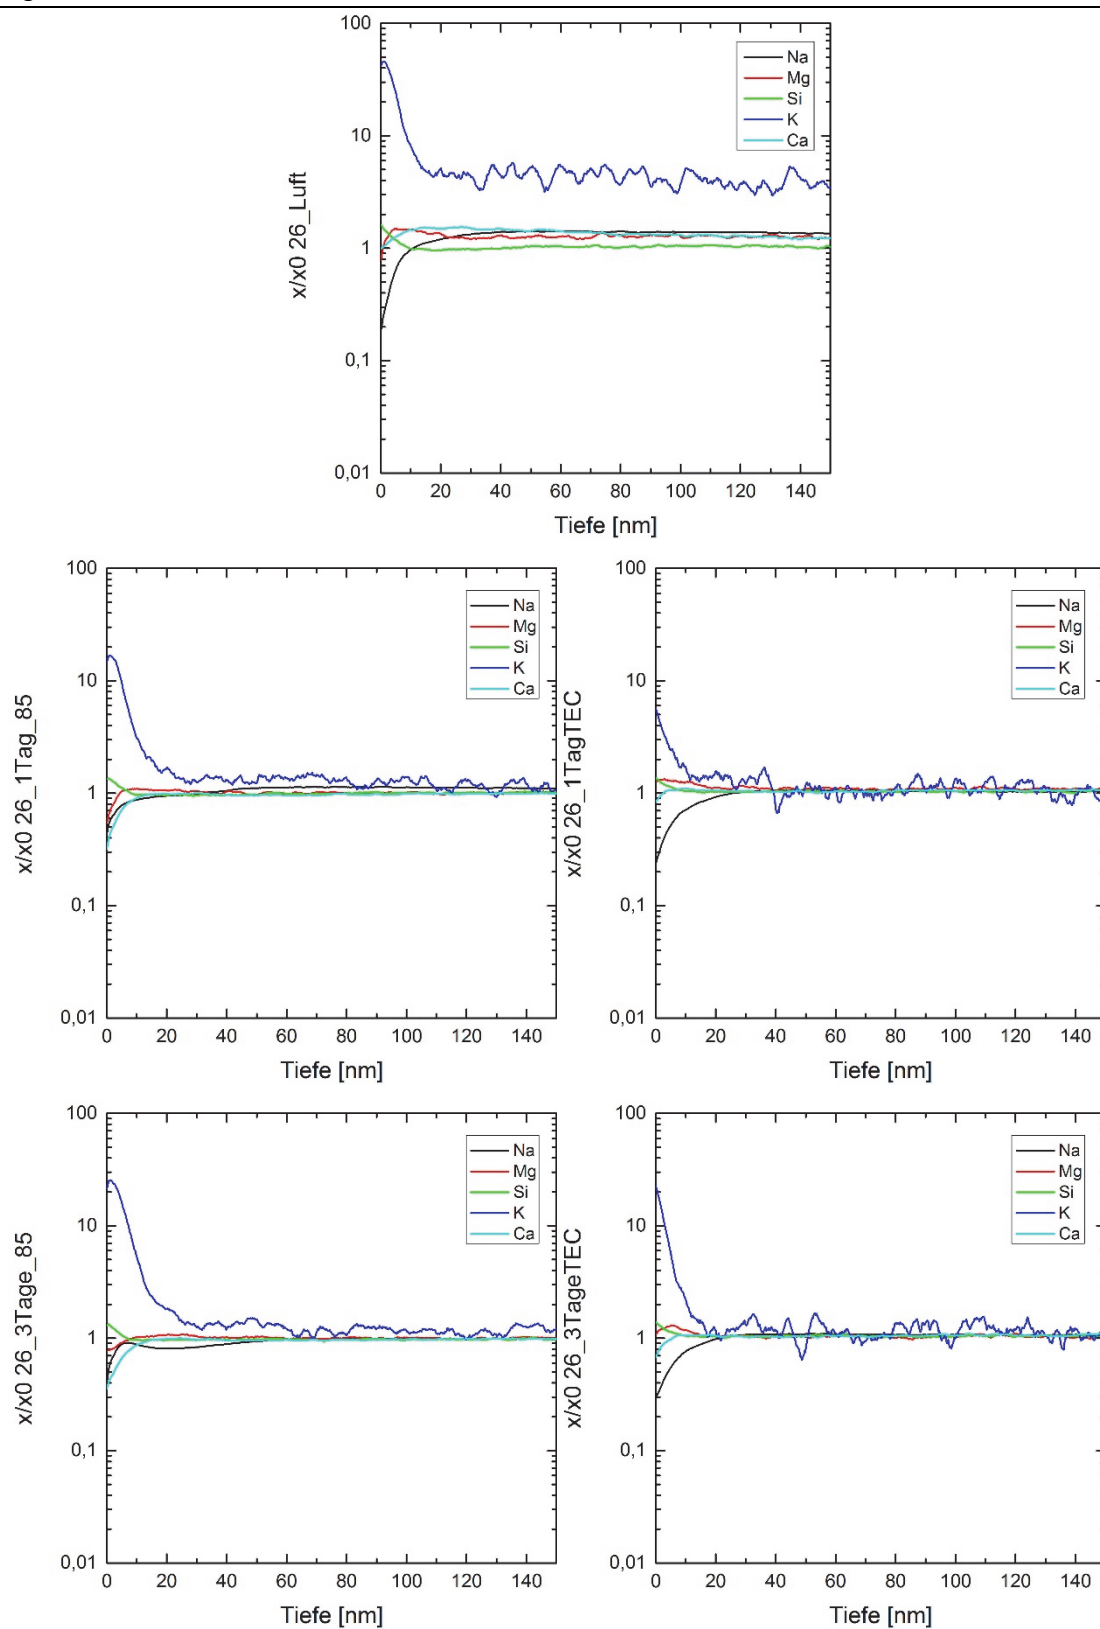 100
10
1
0,1
0,01
x/x0 26_Luft
Na
Mg
Si
K
Ca
0 20 40 60 80 100 120 140
Tiefe [nm]
100
10
1
0,1
0,01
x/x0 26_1Tag_85
Na
Mg
Si
K
Ca
0 20 40 60 80 100 120 140
Tiefe [nm]
100
10
1
0,1
0,01
x/x0 26_1TagTEC
Na
Mg
Si
K
Ca
0 20 40 60 80 100 120 140
Tiefe [nm]
100
10
1
0,1
0,01
x/x0 26_3Tage_85
Na
Mg
Si
K
Ca
0 20 40 60 80 100 120 140
Tiefe [nm]
100
10
1
0,1
0,01
x/x0 26_3TageTEC
Na
Mg
Si
K
Ca
0 20 40 60 80 100 120 140
Tiefe [nm]